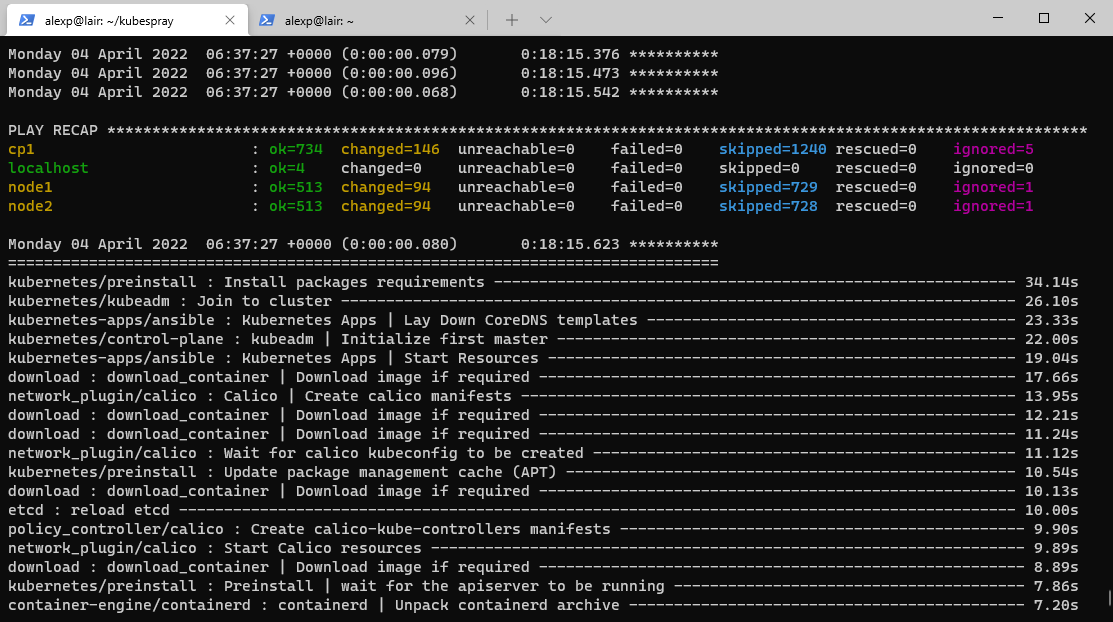 alexp@lair: ~/kubespray
alexp@lair: ~
Monday 04 April 2022  06:37:27 +0000 (0:00:00.079)       0:18:15.376 **********
Monday 04 April 2022  06:37:27 +0000 (0:00:00.096)       0:18:15.473 **********
Monday 04 April 2022  06:37:27 +0000 (0:00:00.068)       0:18:15.542 **********
PLAY RECAP *************************************************************************************************************
cp1                        : ok=734  changed=146  unreachable=0    failed=0    skipped=1240 rescued=0    ignored=5
localhost                  : ok=4    changed=0    unreachable=0    failed=0    skipped=0    rescued=0    ignored=0
node1                      : ok=513  changed=94   unreachable=0    failed=0    skipped=729  rescued=0    ignored=1
node2                      : ok=513  changed=94   unreachable=0    failed=0    skipped=728  rescued=0    ignored=1
Monday 04 April 2022  06:37:27 +0000 (0:00:00.080)       0:18:15.623 **********
===============================================================================
kubernetes/preinstall : Install packages requirements ---------------------------------------------------------- 34.14s
kubernetes/kubeadm : Join to cluster --------------------------------------------------------------------------- 26.10s
kubernetes-apps/ansible : Kubernetes Apps | Lay Down CoreDNS templates ----------------------------------------- 23.33s
kubernetes/control-plane : kubeadm | Initialize first master --------------------------------------------------- 22.00s
kubernetes-apps/ansible : Kubernetes Apps | Start Resources ---------------------------------------------------- 19.04s
download : download_container | Download image if required ----------------------------------------------------- 17.66s
network_plugin/calico : Calico | Create calico manifests ------------------------------------------------------- 13.95s
download : download_container | Download image if required ----------------------------------------------------- 12.21s
download : download_container | Download image if required ----------------------------------------------------- 11.24s
network_plugin/calico : Wait for calico kubeconfig to be created ----------------------------------------------- 11.12s
kubernetes/preinstall : Update package management cache (APT) -------------------------------------------------- 10.54s
download : download_container | Download image if required ----------------------------------------------------- 10.13s
etcd : reload etcd --------------------------------------------------------------------------------------------- 10.00s
policy_controller/calico : Create calico-kube-controllers manifests --------------------------------------------- 9.90s
network_plugin/calico : Start Calico resources ------------------------------------------------------------------ 9.89s
download : download_container | Download image if required ------------------------------------------------------ 8.89s
kubernetes/preinstall : Preinstall | wait for the apiserver to be running --------------------------------------- 7.86s
container-engine/containerd : containerd | Unpack containerd archive -------------------------------------------- 7.20s